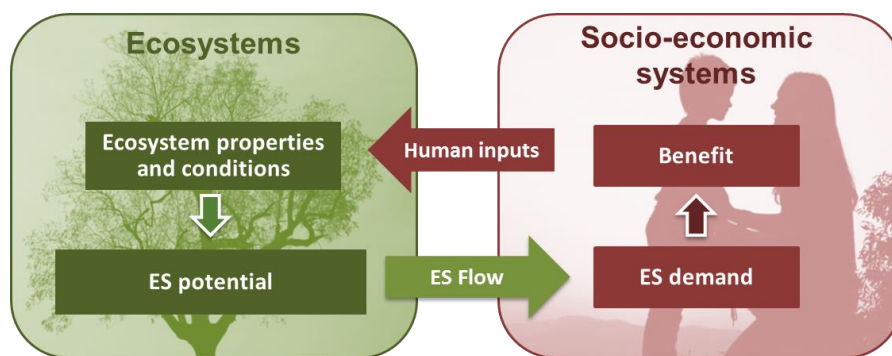 Ecosystems
Socio-economic
systems
Ecosystem properties
and conditions
Human inputs
Benefit
ES potential
ES Flow
ES demand